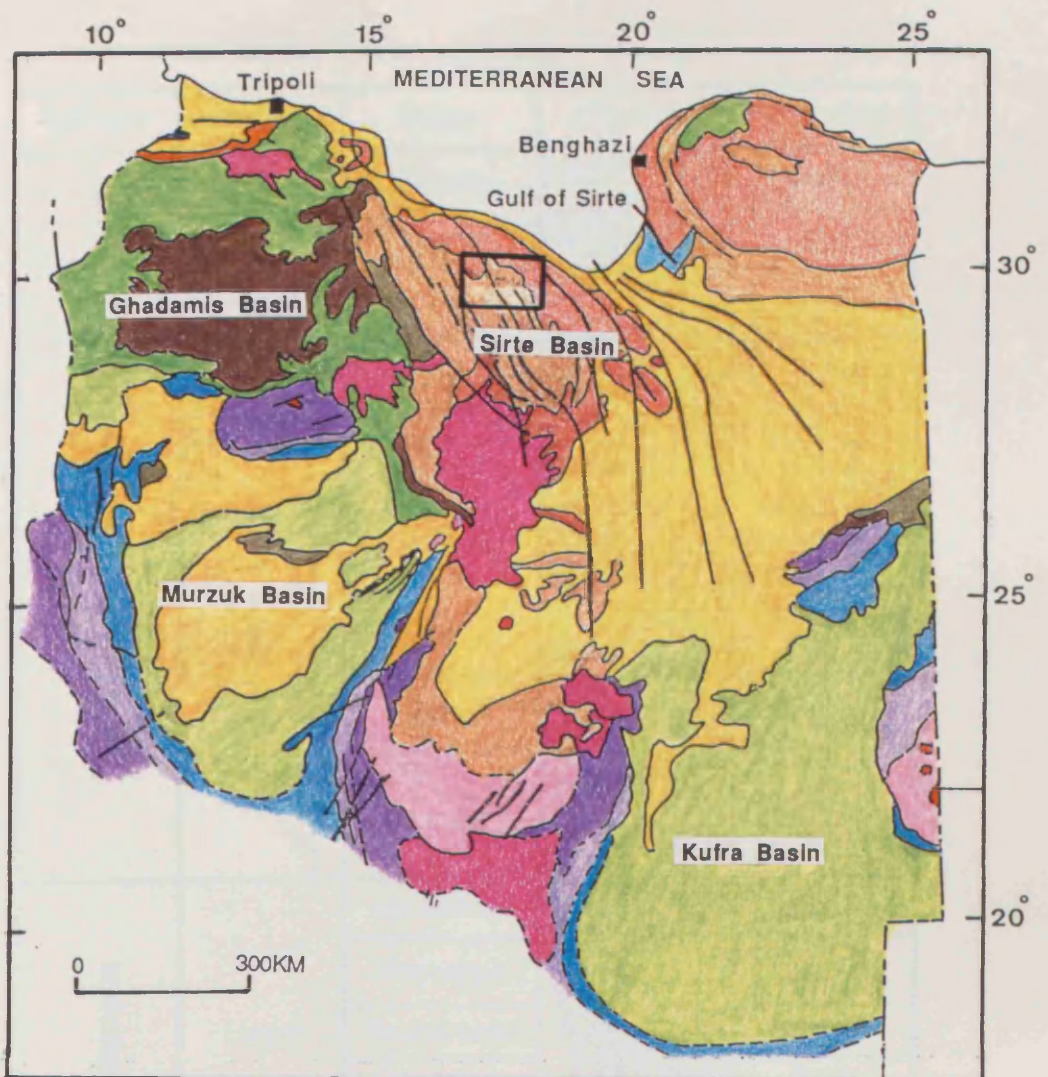 10° 15° 20° 25°
MEDITERRANEAN SEA
Tripoli
Benghazi
Gulf of Sirte
30°
Ghadamis Basin
Sirte Basin
25°
Murzuk Basin
Kufra Basin
20°
0 300KM